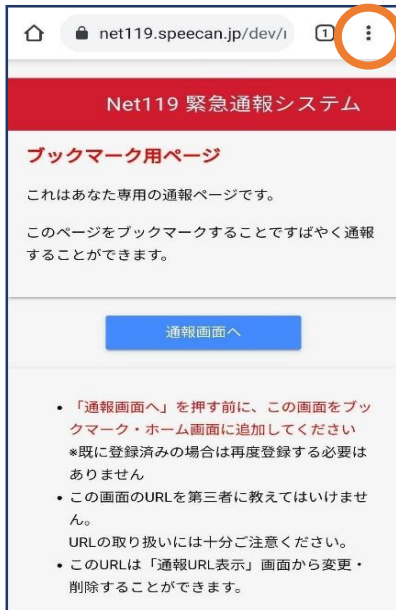 net119.speecan.jp/dev/
1
Net119 緊急通報システム
ブックマーク用ページ
これはあなた専用の通報ページです。
このページをブックマークすることですばやく通報
することができます。
通報画面へ
• 「通報画面へ」を押す前に、この画面をブッ
クマーク・ホーム画面に追加してください
*既に登録済みの場合は再度登録する必要は
ありません
• この画面のURLを第三者に教えてはいけませ
ん。
URLの取り扱いには十分ご注意ください。
• このURLは「通報URL表示」画面から変更・
削除することができます。